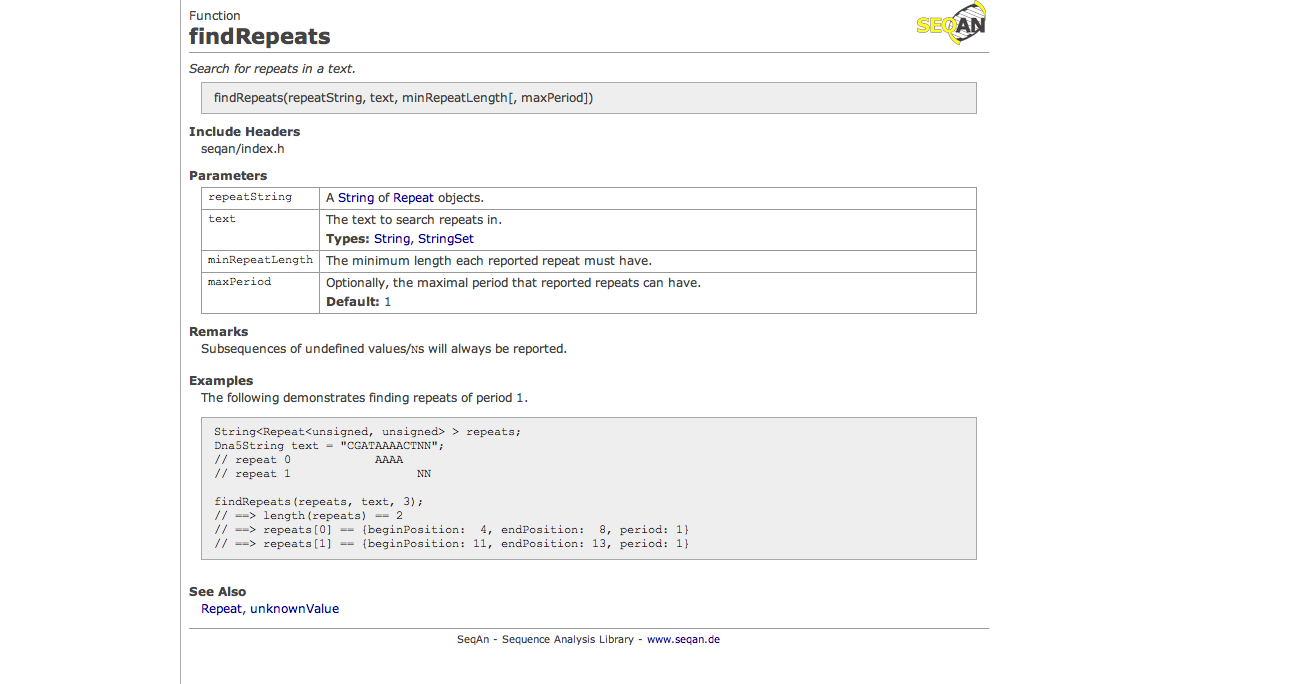 Function
findRepeats
SEQAN
Search for repeats in a text.
findRepeats(repeatString, text, minRepeatLength[, maxPeriod])
Include Headers
seqan/index.h
Parameters
repeatString A String of Repeat objects.
text The text to search repeats in.
Types: String, StringSet
minRepeatLength The minimum length each reported repeat must have.
maxPeriod Optionally, the maximal period that reported repeats can have.
Default: 1
Remarks
Subsequences of undefined values/Ns will always be reported.
Examples
The following demonstrates finding repeats of period 1.
String<Repeat<unsigned, unsigned> > repeats;
Dna5String text = "CGATAAAACTNN";
// repeat 0            AAAA
// repeat 1                  NN
findRepeats(repeats, text, 3);
// ==> length(repeats) == 2
// ==> repeats[0] == {beginPosition:  4, endPosition:  8, period: 1}
// ==> repeats[1] == {beginPosition: 11, endPosition: 13, period: 1}
See Also
Repeat, unknownValue
SeqAn - Sequence Analysis Library - www.seqan.de